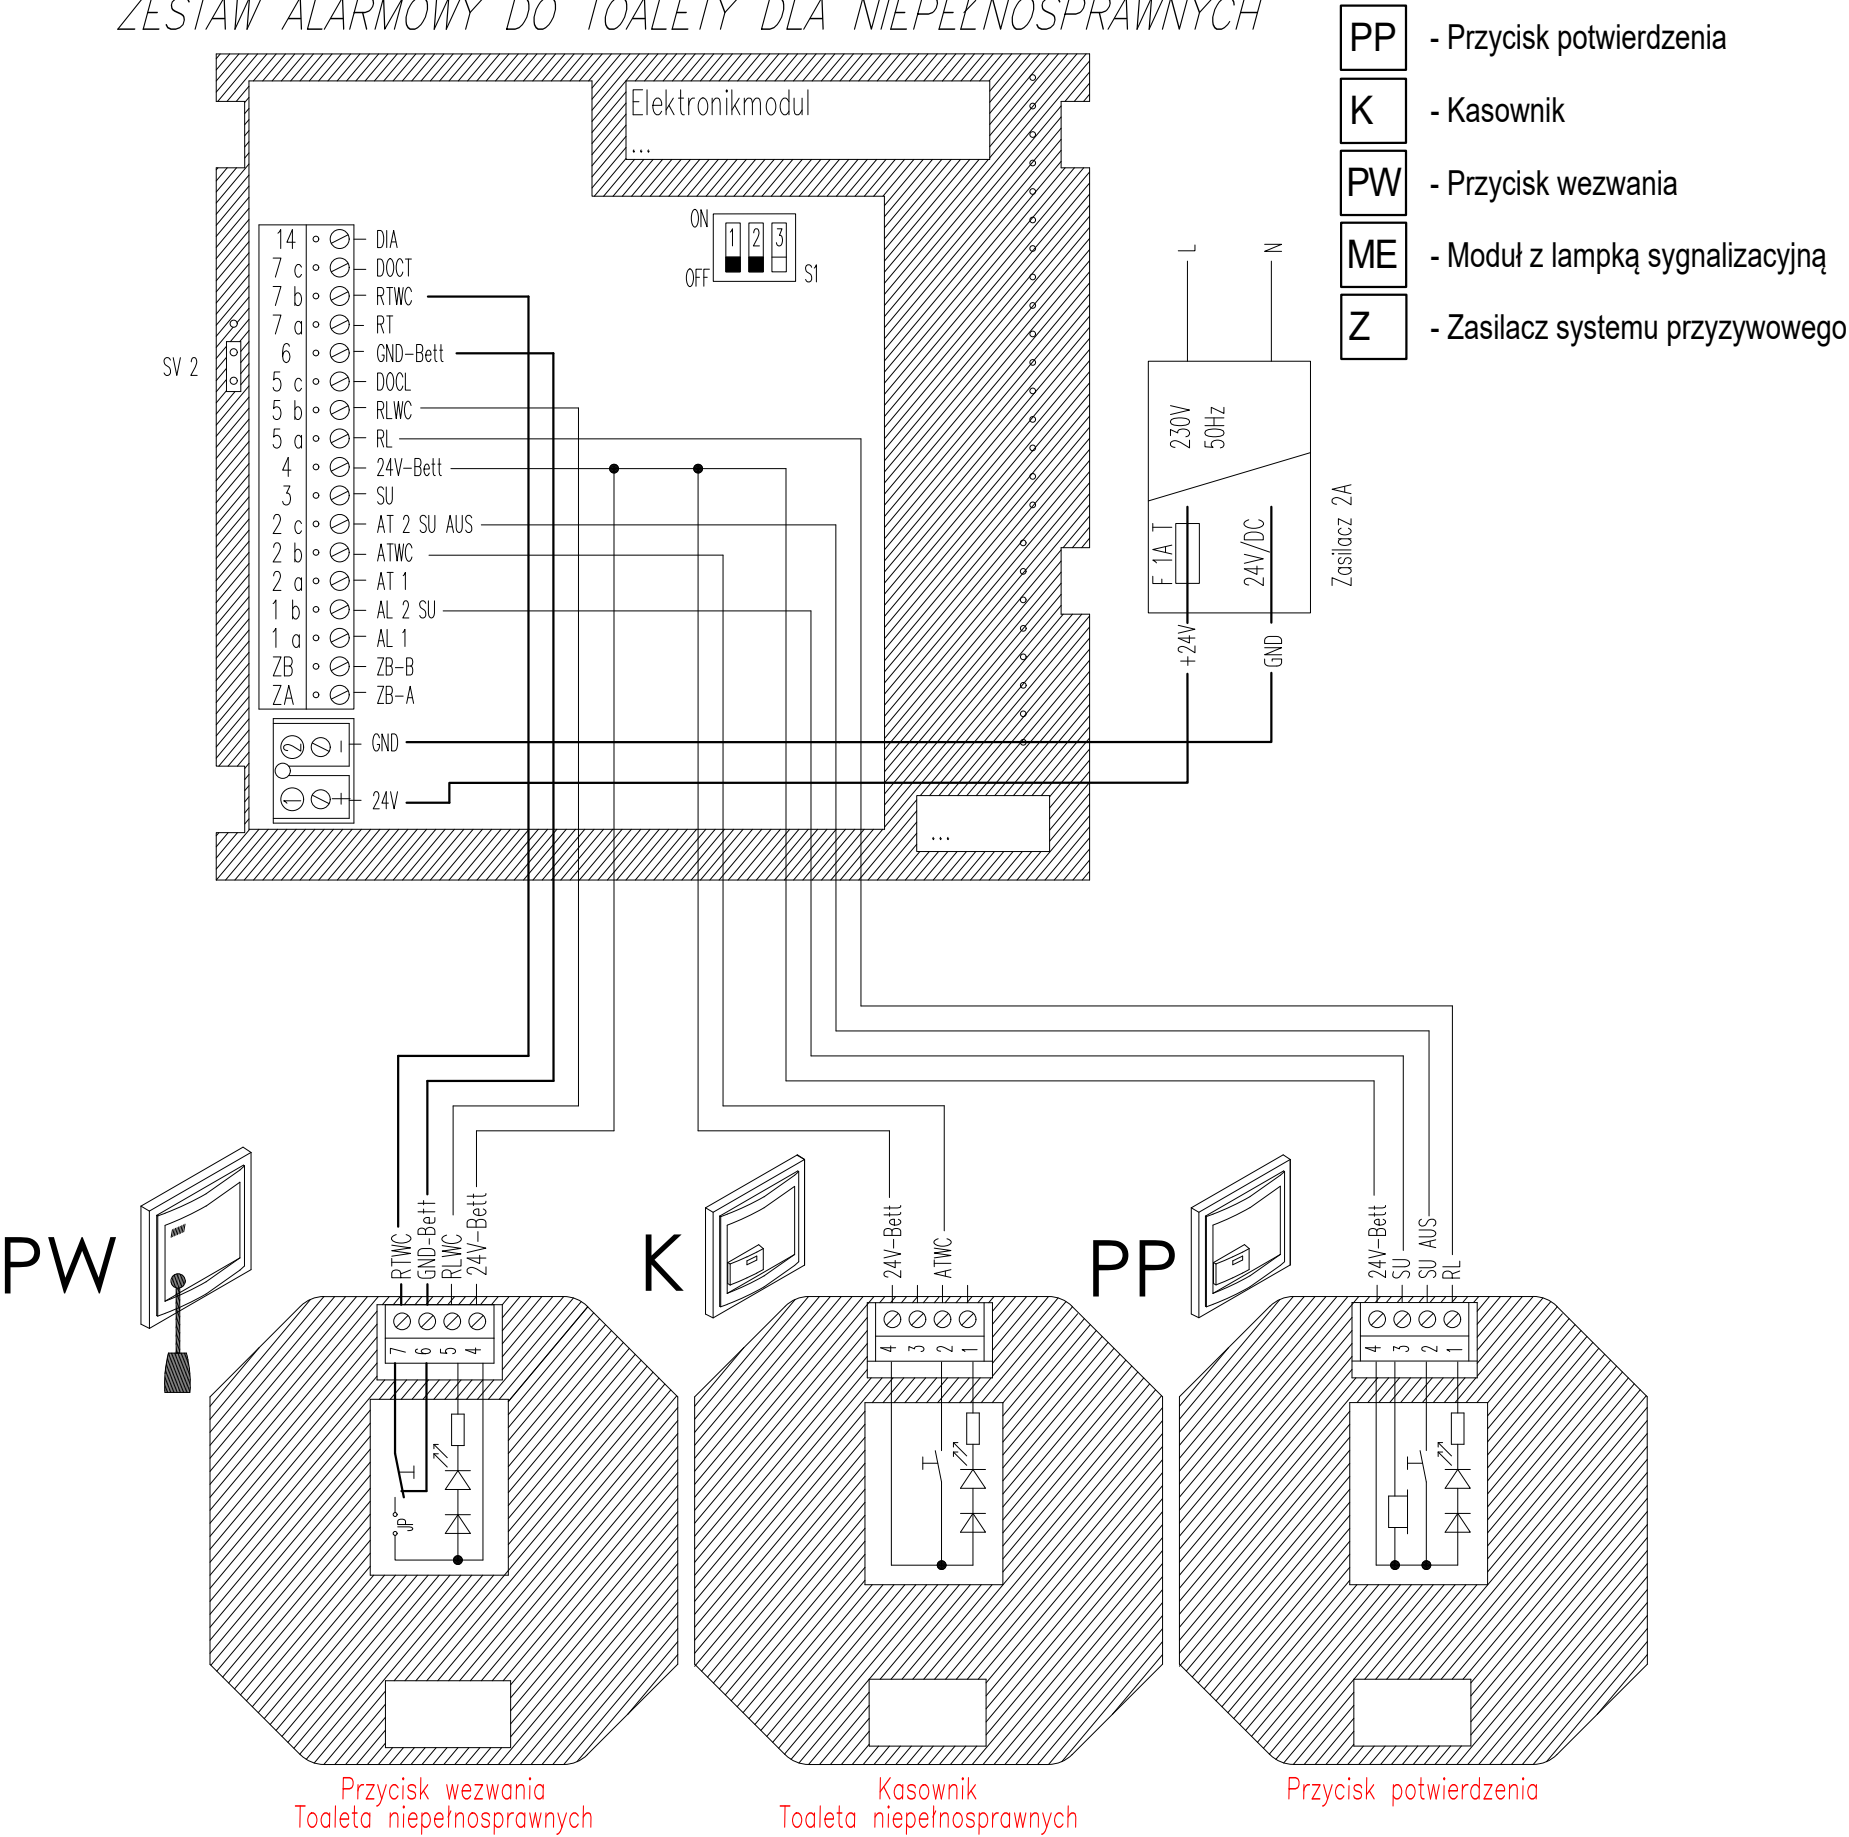 ZESTAW ALARMOWY DO TOALETY DLA NIEPEŁNOSPRAWNYCH
PP - Przycisk potwierdzenia
K - Kasownik
PW - Przycisk wezwania
ME - Moduł z lampką sygnalizacyjną
Z - Zasilacz systemu przyzywowego
Elektronikmodul
...
ON
1 2 3
OFF
S1
SV 2
14 DIA
7 c DOCT
7 b RTWC
7 a RT
6 GND-Bett
5 c DOCL
5 b RLWC
5 a RL
4 24V-Bett
3 SU
2 c AT 2 SU AUS
2 b ATWC
2 a AT 1
1 b AL 2 SU
1 a AL 1
ZB ZB-B
ZA ZB-A
2 - GND
1 + 24V
...
L
N
230V
50Hz
F 1A T
24V/DC
Zasilacz 2A
+24V
GND
PW
RTWC
GND-Bett
RLWC
24V-Bett
7 6 5 4
JP
Przycisk wezwania
Toaleta niepełnosprawnych
K
24V-Bett
ATWC
4 3 2 1
Kasownik
Toaleta niepełnosprawnych
PP
24V-Bett
SU
SU AUS
RL
4 3 2 1
Przycisk potwierdzenia